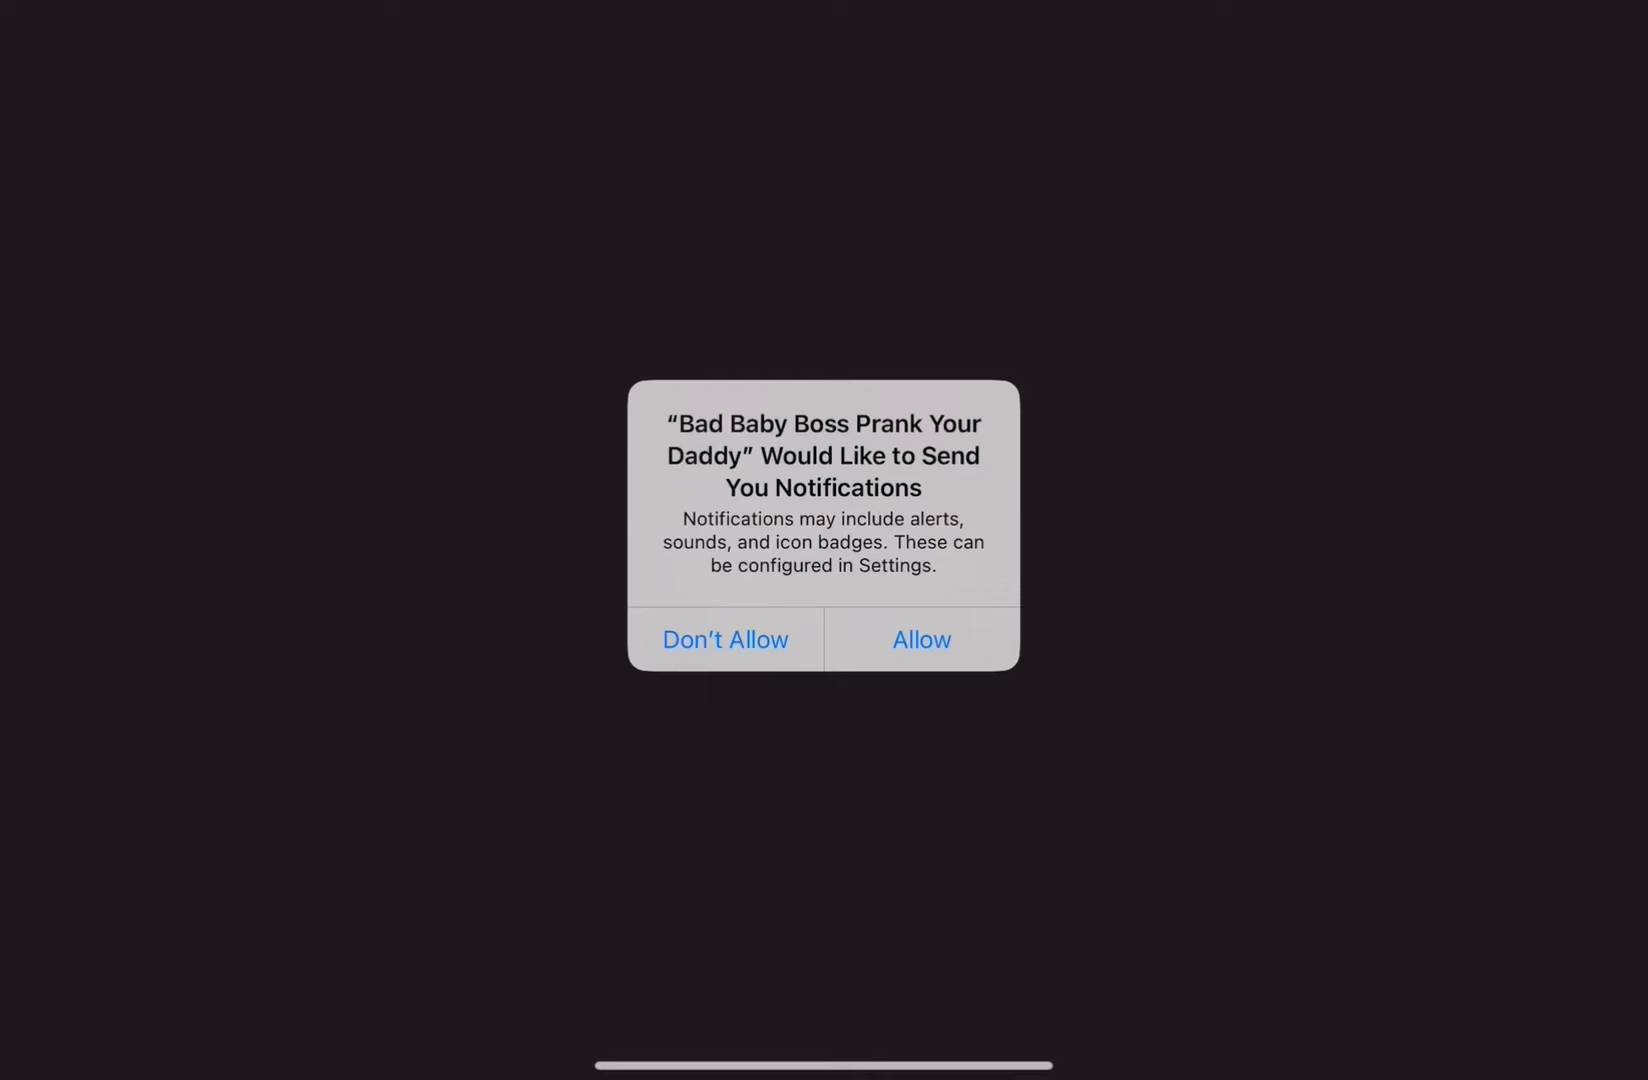 “Bad Baby Boss Prank Your
Daddy” Would Like to Send
You Notifications
Notifications may include alerts,
sounds, and icon badges. These can
be configured in Settings.
Don’t Allow
Allow